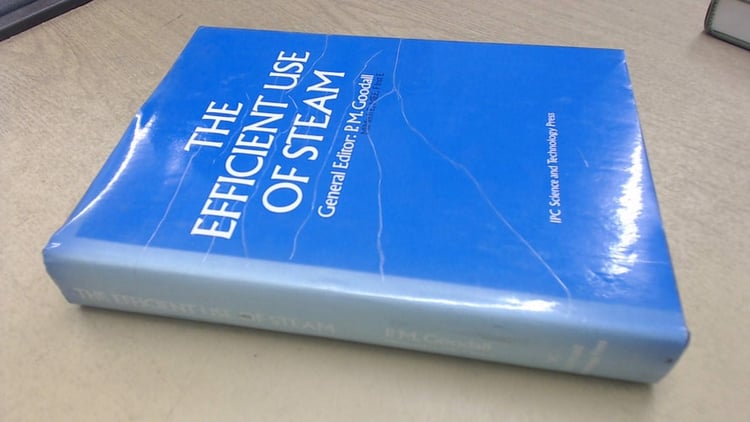 THE
EFFICIENT USE
OF STEAM
General Editor: P.M. Goodall
IPC Science and Technology Press
THE EFFICIENT USE OF STEAM
P.M. Goodall